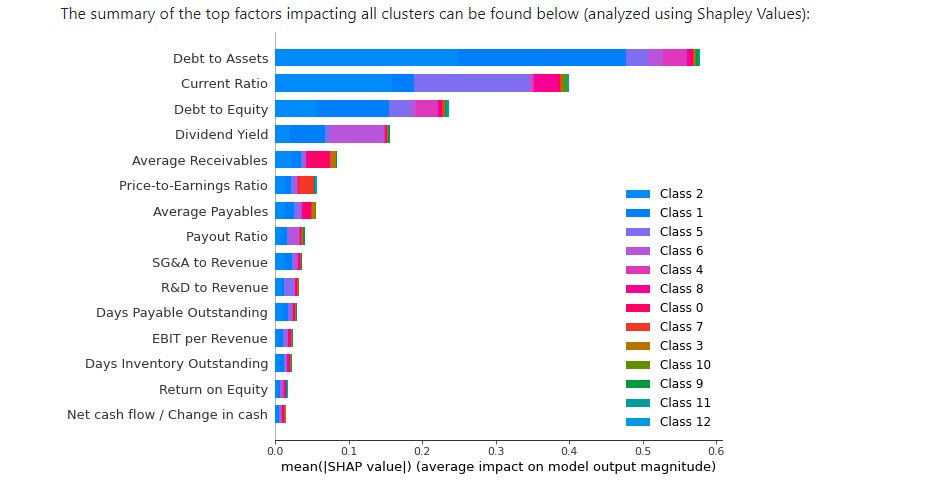 The summary of the top factors impacting all clusters can be found below (analyzed using Shapley Values):
Debt to Assets
Current Ratio
Debt to Equity
Dividend Yield
Average Receivables
Price-to-Earnings Ratio
Average Payables
Payout Ratio
SG&A to Revenue
R&D to Revenue
Days Payable Outstanding
EBIT per Revenue
Days Inventory Outstanding
Return on Equity
Net cash flow / Change in cash
Class 2
Class 1
Class 5
Class 6
Class 4
Class 8
Class 0
Class 7
Class 3
Class 10
Class 9
Class 11
Class 12
0.0 0.1 0.2 0.3 0.4 0.5 0.6
mean(|SHAP value|) (average impact on model output magnitude)